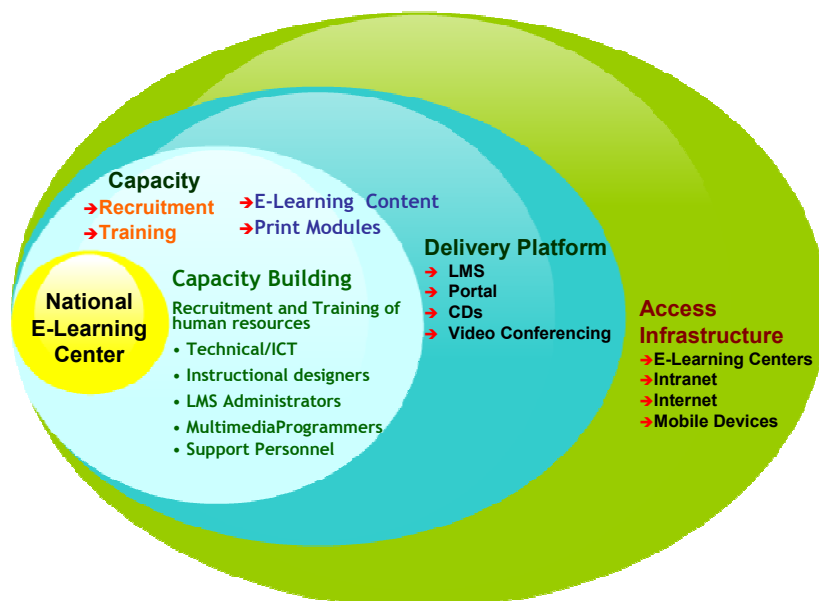 Capacity
➔Recruitment
➔Training
➔E-Learning Content
➔Print Modules
National
E-Learning
Center
Capacity Building
Recruitment and Training of
human resources
• Technical/ICT
• Instructional designers
• LMS Administrators
• MultimediaProgrammers
• Support Personnel
Delivery Platform
➔ LMS
➔ Portal
➔ CDs
➔ Video Conferencing
Access
Infrastructure
➔E-Learning Centers
➔Intranet
➔Internet
➔Mobile Devices